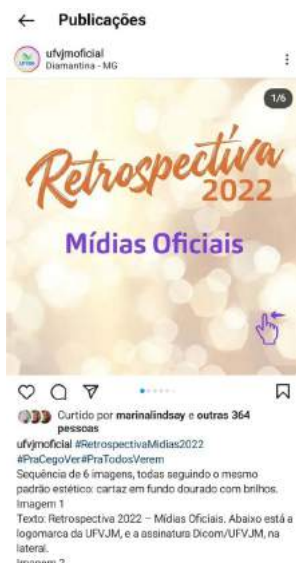 ← Publicações
ufvjmoficial
Diamantina - MG
1/6
Retrospectiva
2022
Mídias Oficiais
Curtido por marinalindsay e outras 364
pessoas
ufvjmoficial #RetrospectivaMidias2022
#PraCegoVer#PraTodosVerem
Sequência de 6 imagens, todas seguindo o mesmo
padrão estético: cartaz em fundo dourado com brilhos.
Imagem 1
Texto: Retrospectiva 2022 – Mídias Oficiais. Abaixo está a
logomarca da UFVJM, e a assinatura Dicom/UFVJM, na
lateral.
Imagem 2